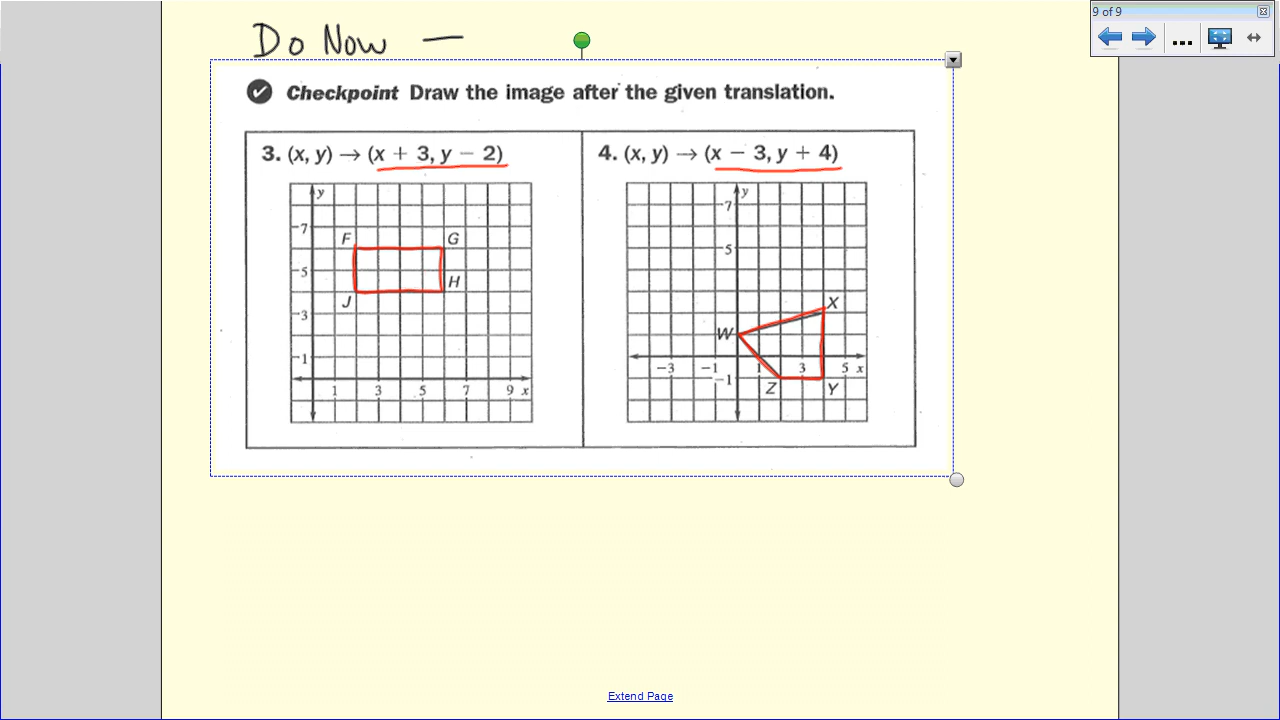 9 of 9
Do Now —
Checkpoint Draw the image after the given translation.
3. (x, y) → (x + 3, y − 2)
y
7
F G
5
H
J
3
1
1 3 5 7 9 x
4. (x, y) → (x − 3, y + 4)
y
7
5
X
W
−3 −1 1 3 5 x
−1
Z Y
Extend Page